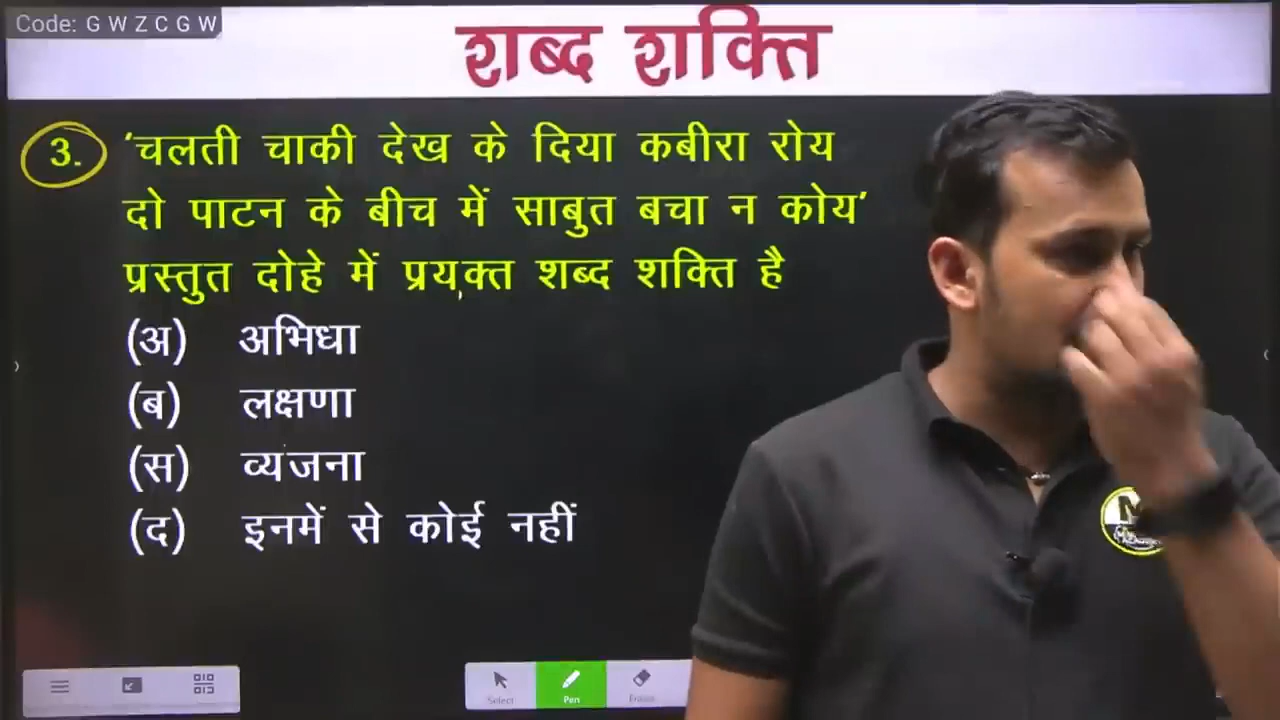 Code: G W Z C G W
शब्द शक्ति
3. 'चलती चाकी देख के दिया कबीरा रोय
दो पाटन के बीच में साबुत बचा न कोय'
प्रस्तुत दोहे में प्रयुक्त शब्द शक्ति है
(अ) अभिधा
(ब) लक्षणा
(स) व्यंजना
(द) इनमें से कोई नहीं
Select Pen Eraser